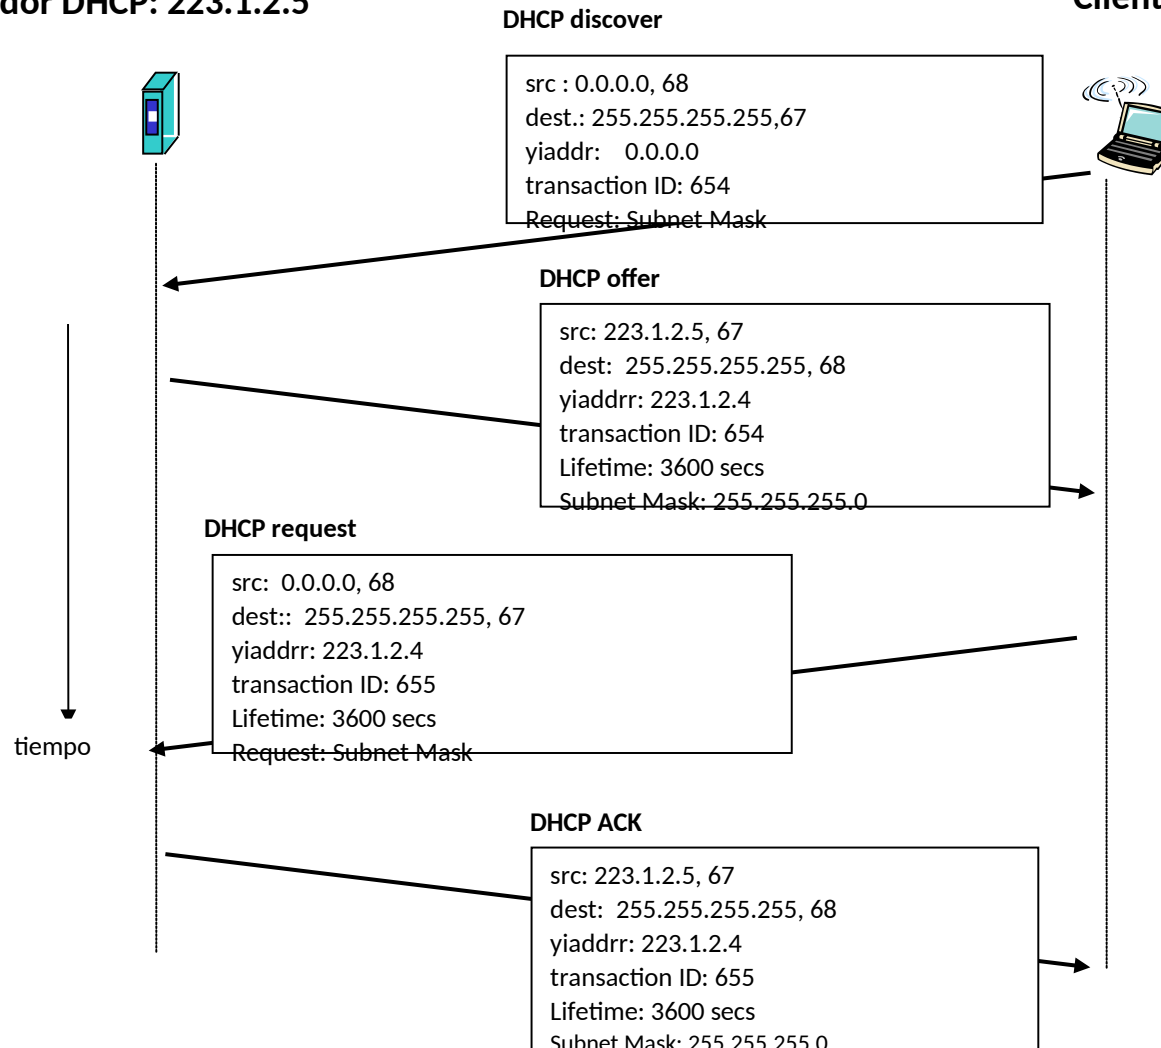 dor DHCP: 223.1.2.5
Client
DHCP discover
src : 0.0.0.0, 68
dest.: 255.255.255.255,67
yiaddr: 0.0.0.0
transaction ID: 654
Request: Subnet Mask
DHCP offer
src: 223.1.2.5, 67
dest: 255.255.255.255, 68
yiaddrr: 223.1.2.4
transaction ID: 654
Lifetime: 3600 secs
Subnet Mask: 255.255.255.0
DHCP request
src: 0.0.0.0, 68
dest:: 255.255.255.255, 67
yiaddrr: 223.1.2.4
transaction ID: 655
Lifetime: 3600 secs
Request: Subnet Mask
tiempo
DHCP ACK
src: 223.1.2.5, 67
dest: 255.255.255.255, 68
yiaddrr: 223.1.2.4
transaction ID: 655
Lifetime: 3600 secs
Subnet Mask: 255.255.255.0